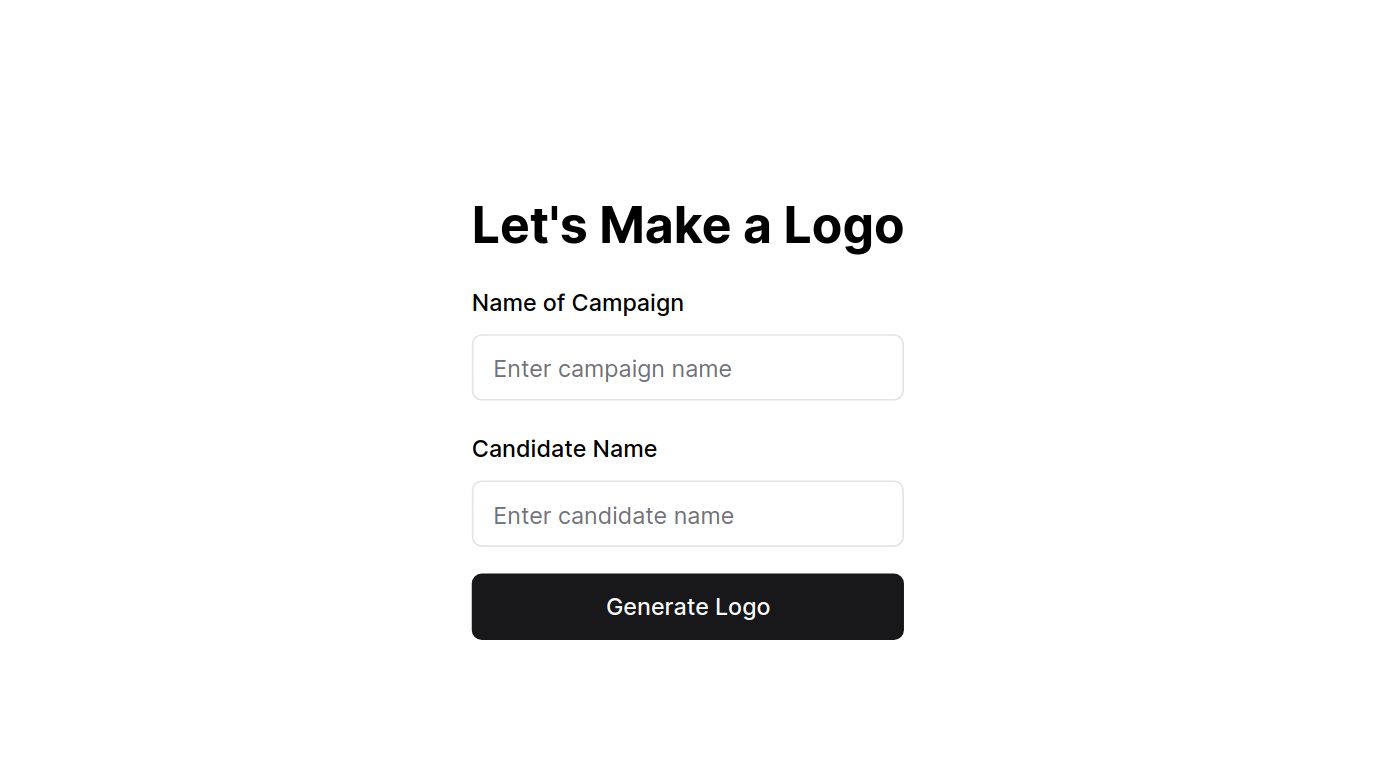 Let's Make a Logo
Name of Campaign
Enter campaign name
Candidate Name
Enter candidate name
Generate Logo